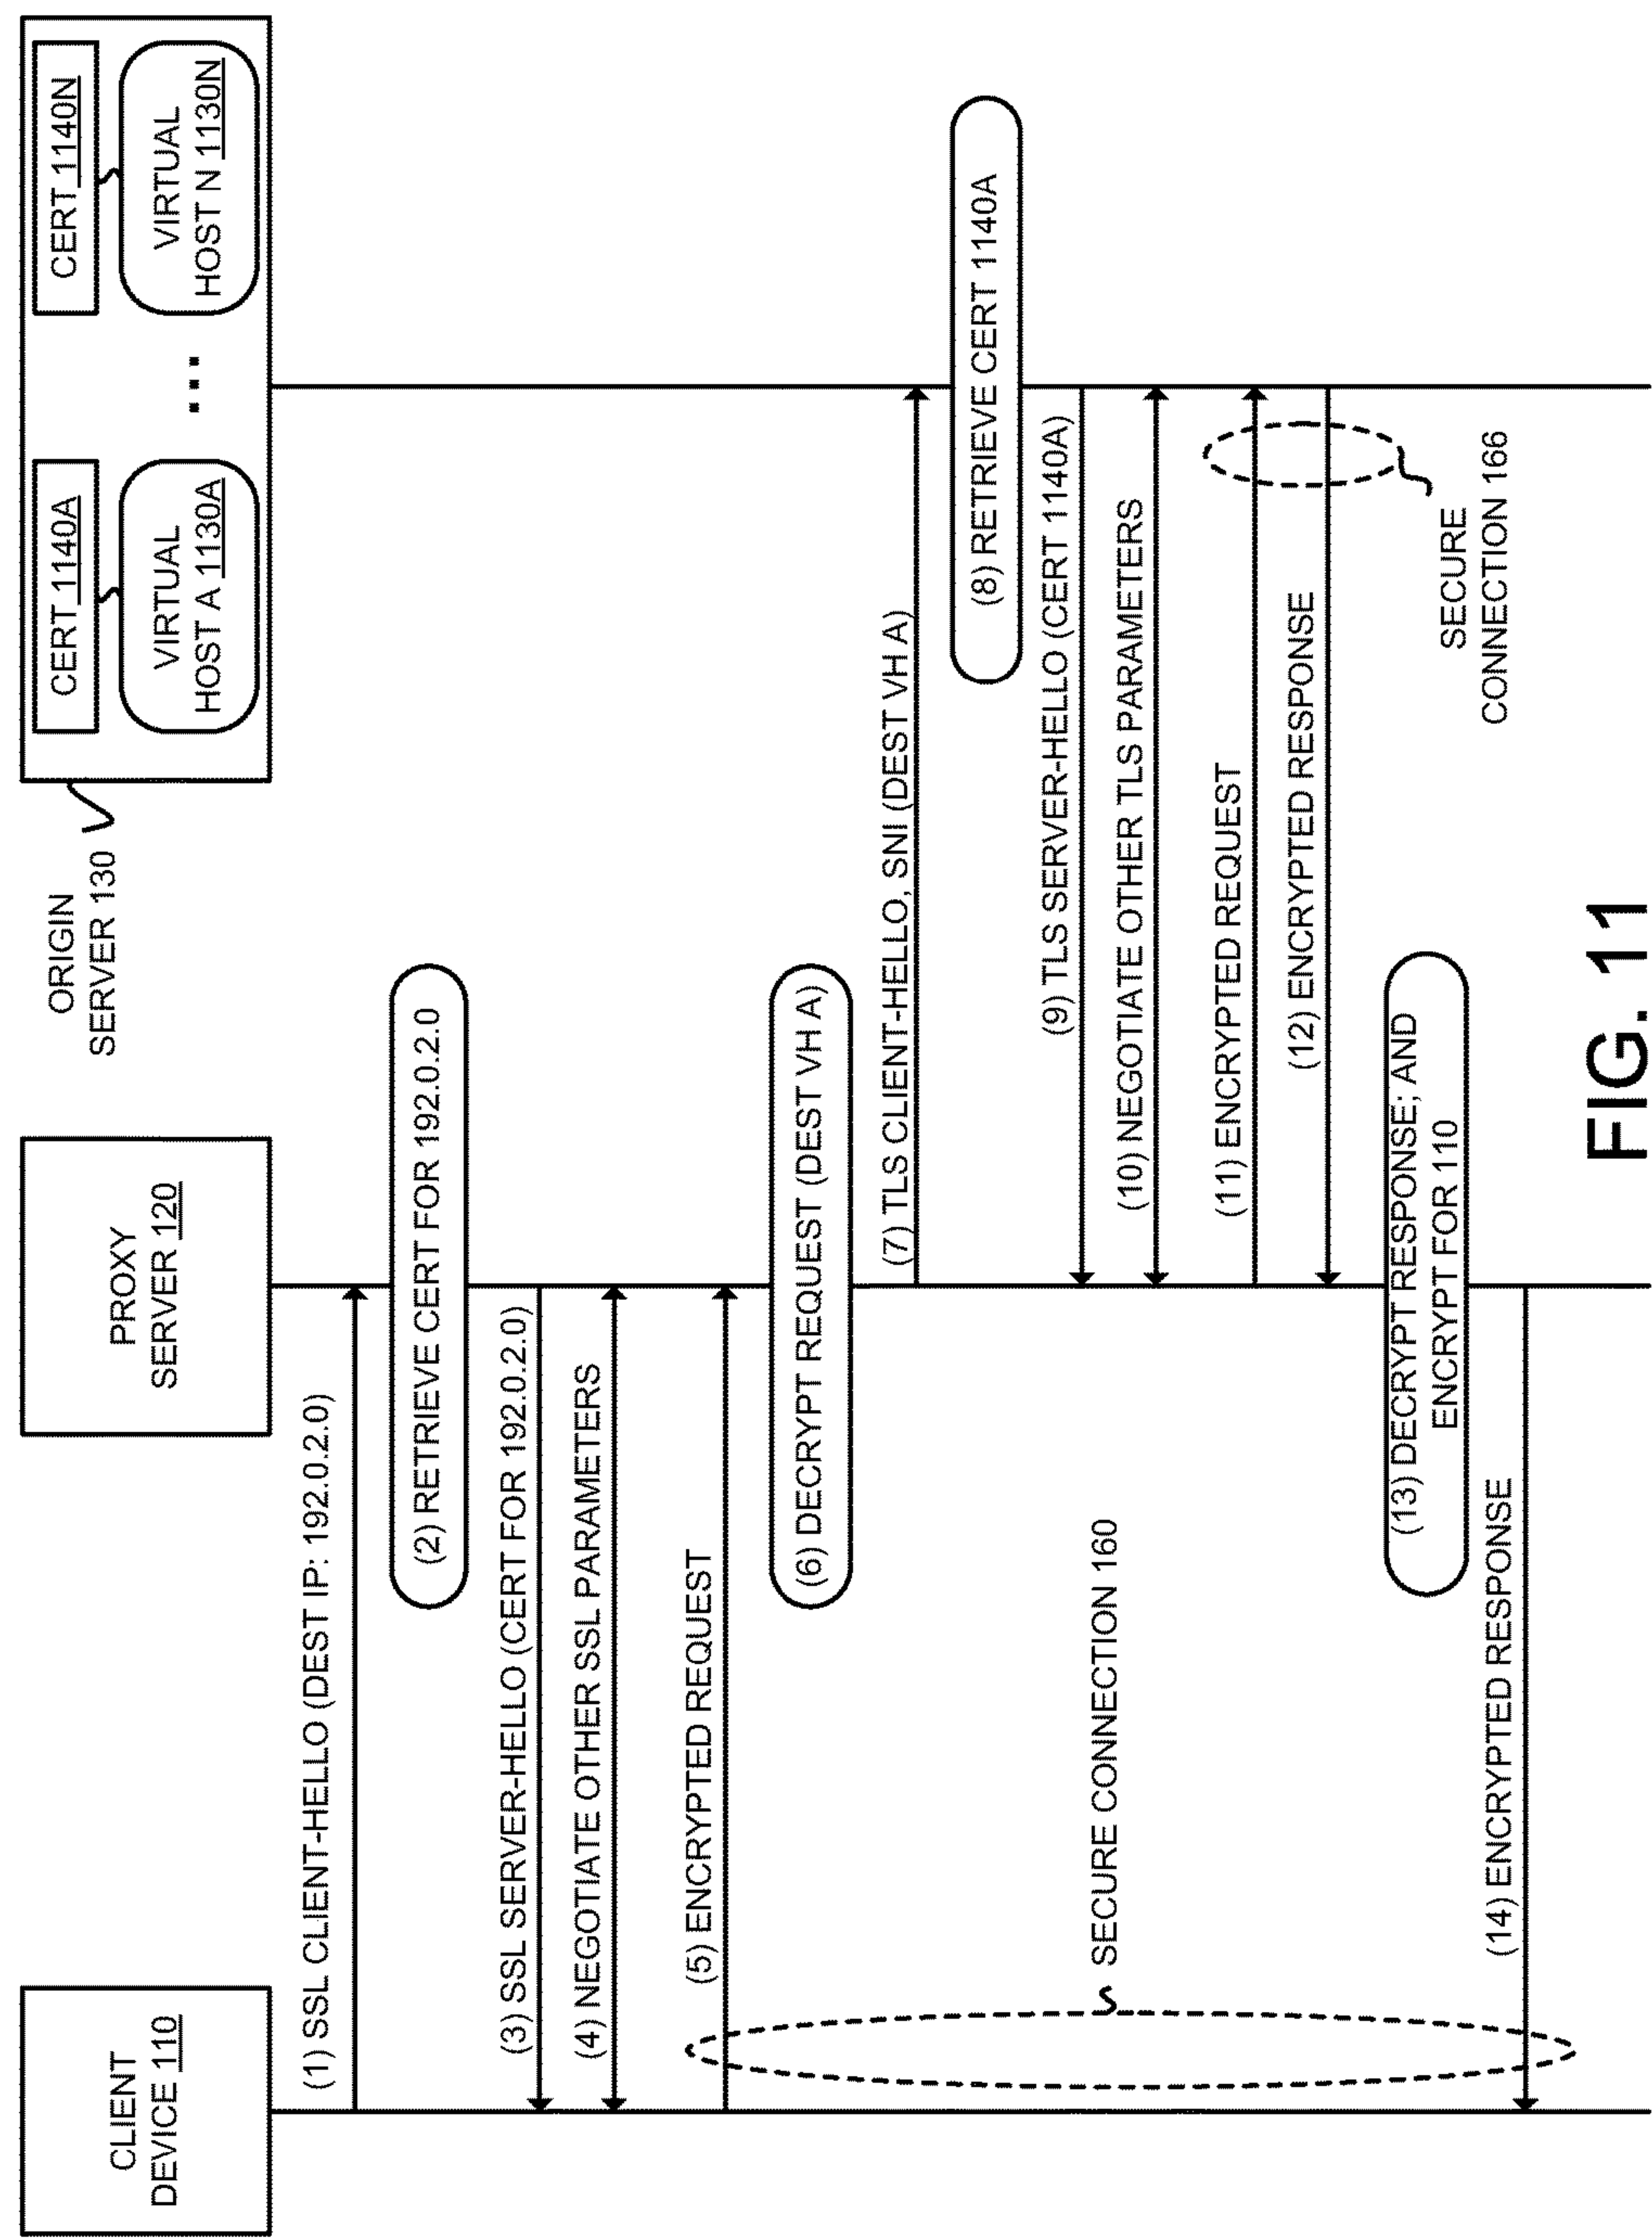 CLIENT
DEVICE 110
PROXY
SERVER 120
ORIGIN
SERVER 130
CERT 1140A
VIRTUAL
HOST A 1130A
...
CERT 1140N
VIRTUAL
HOST N 1130N
(1) SSL CLIENT-HELLO (DEST IP: 192.0.2.0)
(2) RETRIEVE CERT FOR 192.0.2.0
(3) SSL SERVER-HELLO (CERT FOR 192.0.2.0)
(4) NEGOTIATE OTHER SSL PARAMETERS
(5) ENCRYPTED REQUEST
(6) DECRYPT REQUEST (DEST VH A)
(7) TLS CLIENT-HELLO, SNI (DEST VH A)
(8) RETRIEVE CERT 1140A
(9) TLS SERVER-HELLO (CERT 1140A)
(10) NEGOTIATE OTHER TLS PARAMETERS
(11) ENCRYPTED REQUEST
(12) ENCRYPTED RESPONSE
SECURE
CONNECTION 166
SECURE CONNECTION 160
(13) DECRYPT RESPONSE; AND
ENCRYPT FOR 110
(14) ENCRYPTED RESPONSE
FIG. 11